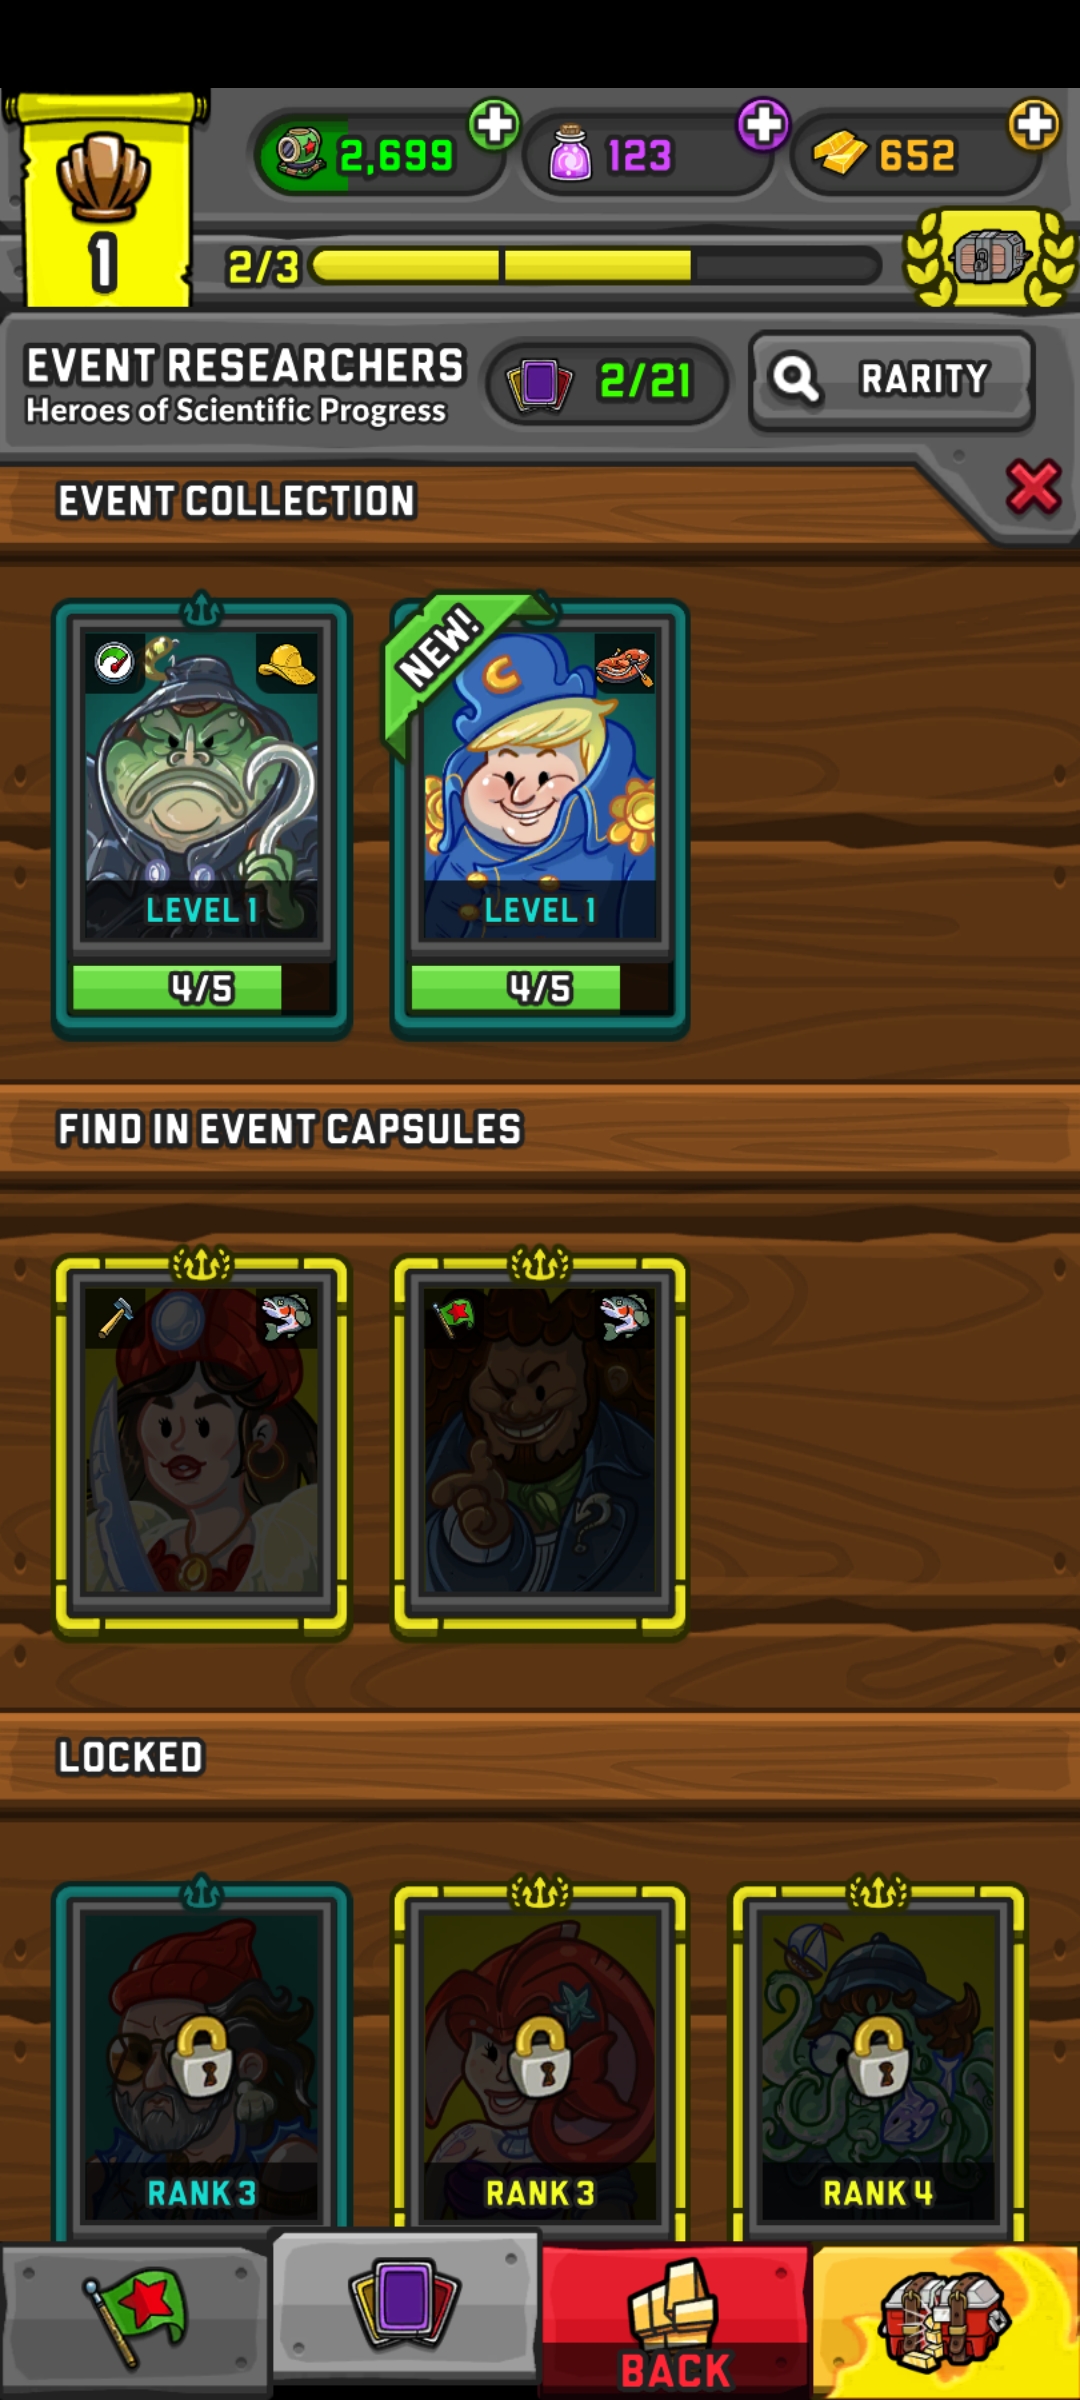 2,699
123
652
1
2/3
EVENT RESEARCHERS
Heroes of Scientific Progress
2/21
RARITY
EVENT COLLECTION
NEW!
C
LEVEL 1
LEVEL 1
4/5
4/5
FIND IN EVENT CAPSULES
LOCKED
RANK 3
RANK 3
RANK 4
BACK